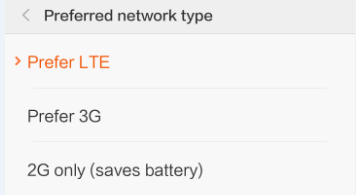 Preferred network type
Prefer LTE
Prefer 3G
2G only (saves battery)